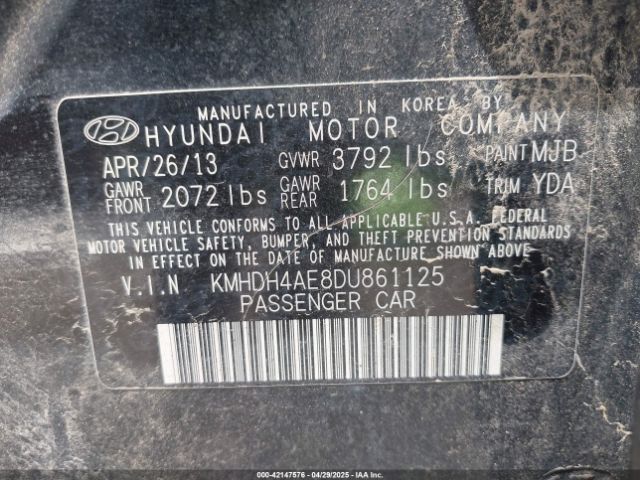 MANUFACTURED IN KOREA BY
HYUNDAI MOTOR COMPANY
APR/26/13 GVWR 3792 lbs PAINT MJB
GAWR FRONT 2072 lbs GAWR REAR 1764 lbs TRIM YDA
THIS VEHICLE CONFORMS TO ALL APPLICABLE U.S.A. FEDERAL
MOTOR VEHICLE SAFETY, BUMPER, AND THEFT PREVENTION STANDARDS
IN EFFECT ON THE DATE OF MANUFACTURE SHOWN ABOVE.
V.I.N KMHDH4AE8DU861125
PASSENGER CAR
000-42147576 - 04/29/2025 - IAAI.COM